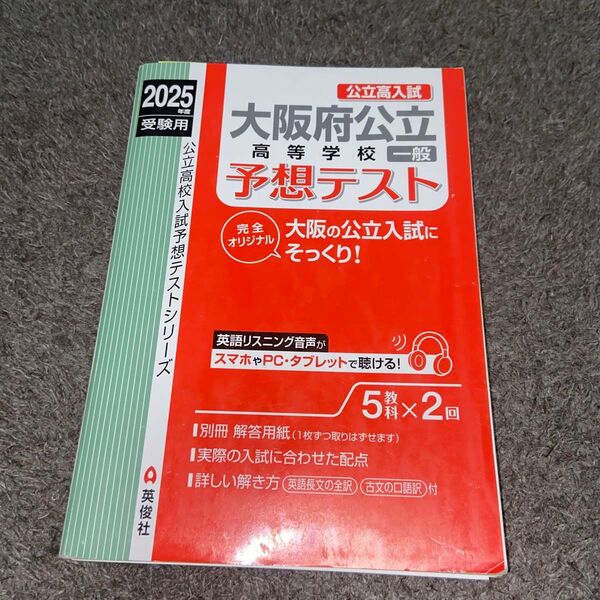 2025
年度
受験用
公立高校入試予想テストシリーズ
英俊社
公立高入試
大阪府公立
高等学校 一般
予想テスト
完全
オリジナル
大阪の公立入試に
そっくり!
英語リスニング音声が
スマホやPC・タブレットで聴ける!
5教科×2回
別冊 解答用紙(1枚ずつ取りはずせます)
実際の入試に合わせた配点
詳しい解き方 英語長文の全訳 古文の口語訳 付